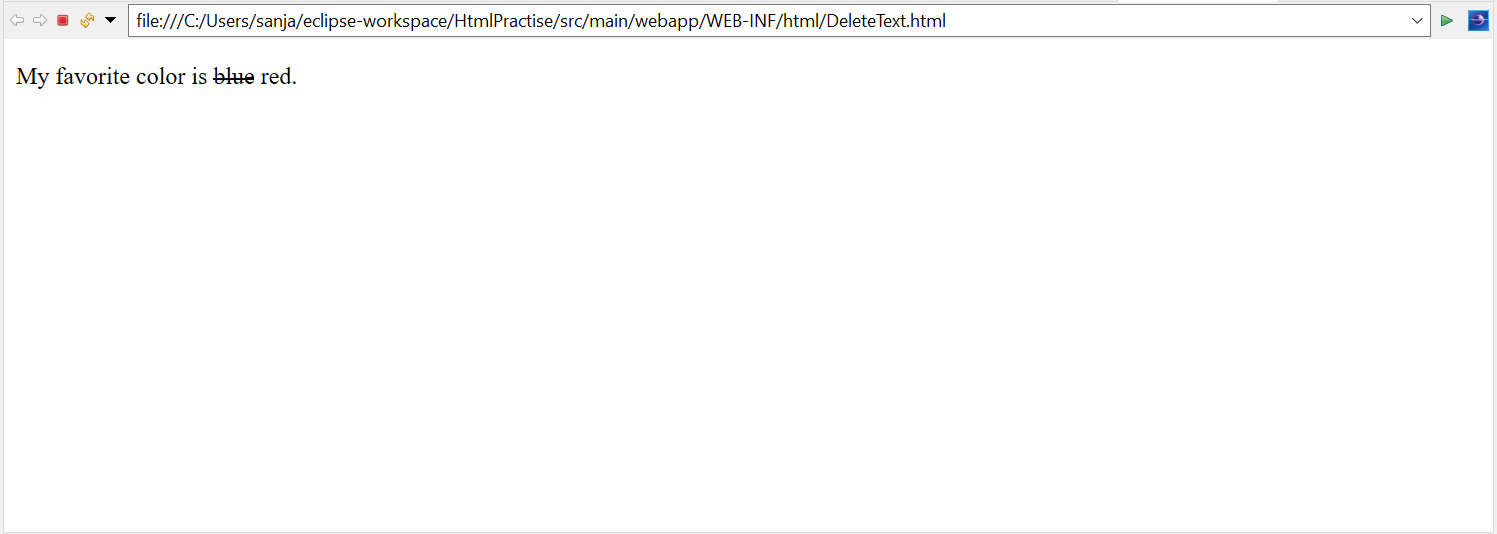 file:///C:/Users/sanja/eclipse-workspace/HtmlPractise/src/main/webapp/WEB-INF/html/DeleteText.html
My favorite color is blue red.